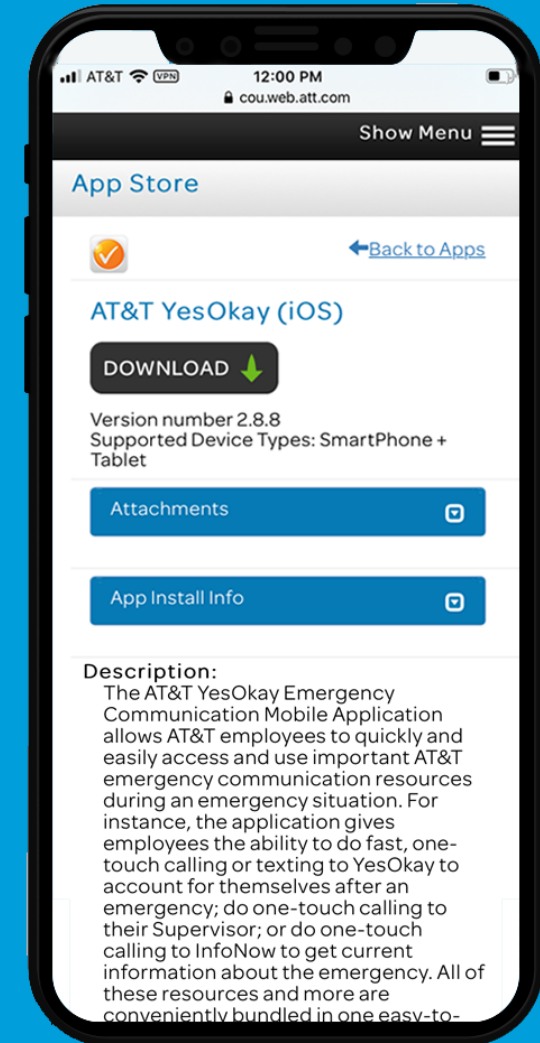 AT&T VPN 12:00 PM
cou.web.att.com
Show Menu
App Store
Back to Apps
AT&T YesOkay (iOS)
DOWNLOAD
Version number 2.8.8
Supported Device Types: SmartPhone +
Tablet
Attachments
App Install Info
Description:
The AT&T YesOkay Emergency
Communication Mobile Application
allows AT&T employees to quickly and
easily access and use important AT&T
emergency communication resources
during an emergency situation. For
instance, the application gives
employees the ability to do fast, one-
touch calling or texting to YesOkay to
account for themselves after an
emergency; do one-touch calling to
their Supervisor; or do one-touch
calling to InfoNow to get current
information about the emergency. All of
these resources and more are
conveniently bundled in one easy-to-